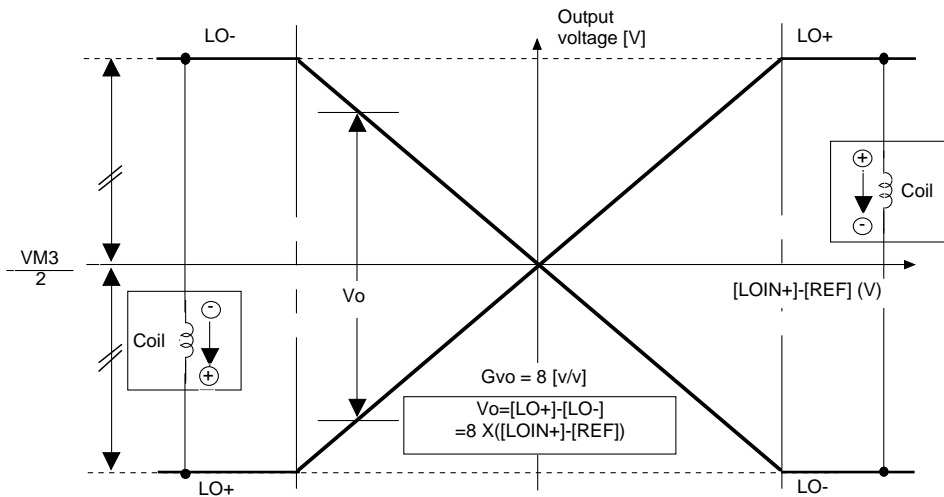 Output
voltage [V]
LO-
LO+
+
-
Coil
VM3
2
[LOIN+]-[REF] (V)
Vo
-
Coil
+
Gvo = 8 [v/v]
Vo=[LO+]-[LO-]
=8 X([LOIN+]-[REF])
LO+
LO-